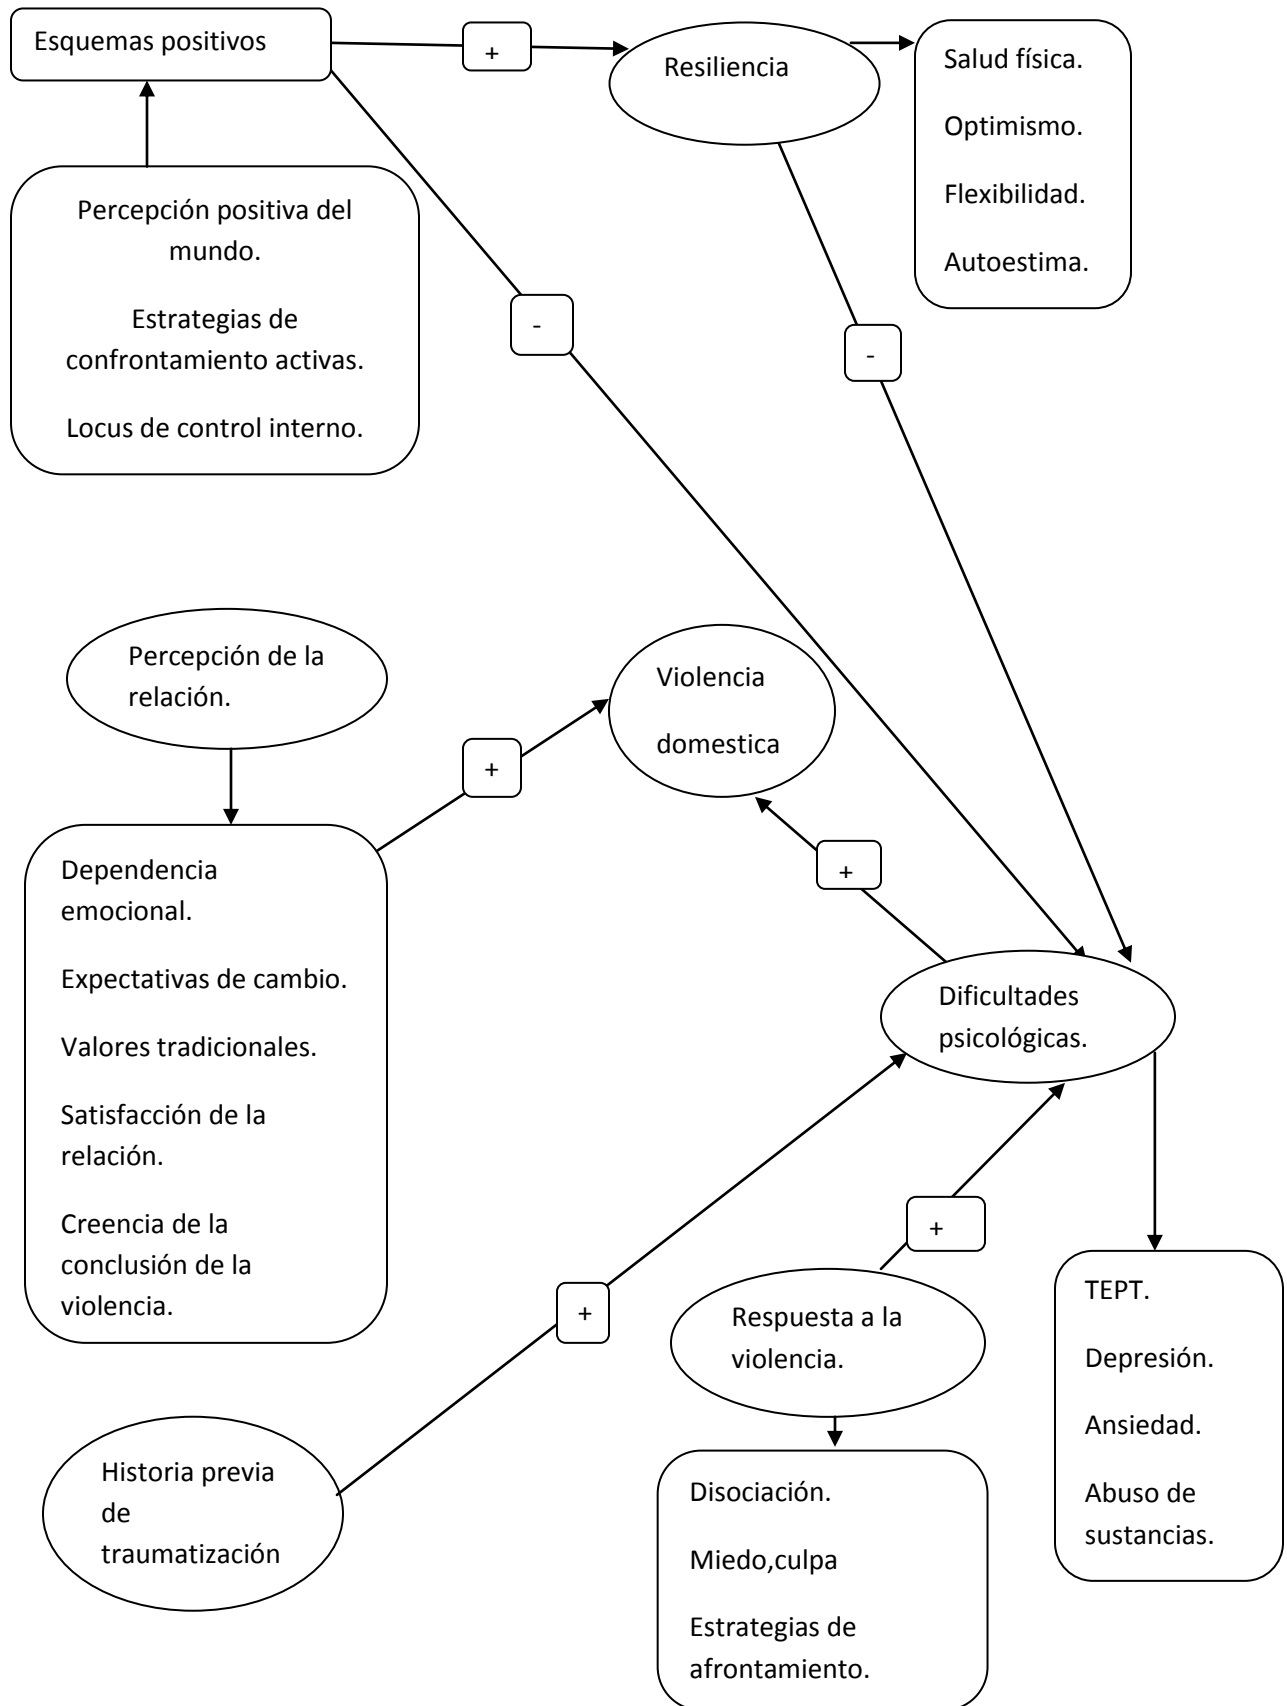 Esquemas positivos
+
Resiliencia
Salud física.
Optimismo.
Flexibilidad.
Autoestima.
Percepción positiva del
mundo.
Estrategias de
confrontamiento activas.
Locus de control interno.
-
-
Percepción de la
relación.
Violencia
domestica
+
+
Dependencia
emocional.
Expectativas de cambio.
Valores tradicionales.
Satisfacción de la
relación.
Creencia de la
conclusión de la
violencia.
Dificultades
psicológicas.
+
+
Respuesta a la
violencia.
TEPT.
Depresión.
Ansiedad.
Abuso de
sustancias.
Historia previa
de
traumatización
Disociación.
Miedo,culpa
Estrategias de
afrontamiento.